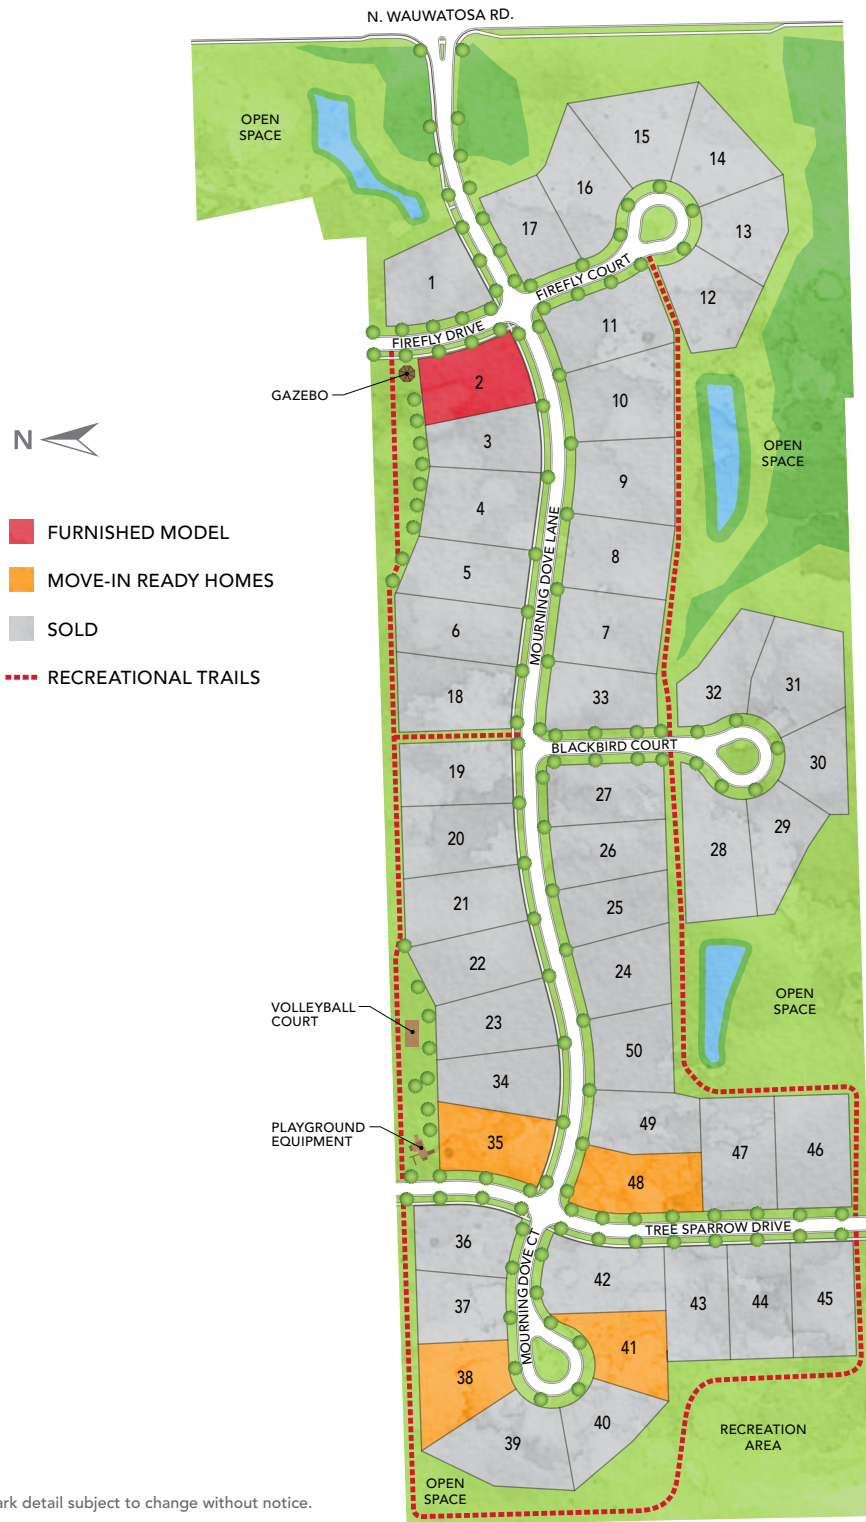 N. WAUWATOSA RD.
OPEN
SPACE
15
14
16
17
13
1
12
FIREFLY COURT
FIREFLY DRIVE
11
GAZEBO
2
10
N
3
OPEN
SPACE
9
4
FURNISHED MODEL
MOURNING DOVE LANE
8
5
MOVE-IN READY HOMES
6
7
SOLD
RECREATIONAL TRAILS
18
33
32
31
BLACKBIRD COURT
30
19
27
20
26
28
29
21
25
22
24
OPEN
SPACE
VOLLEYBALL
COURT
23
50
34
PLAYGROUND
EQUIPMENT
35
49
47
46
48
TREE SPARROW DRIVE
36
MOURNING DOVE CT
42
37
43
44
45
38
41
39
40
RECREATION
AREA
OPEN
SPACE
ark detail subject to change without notice.